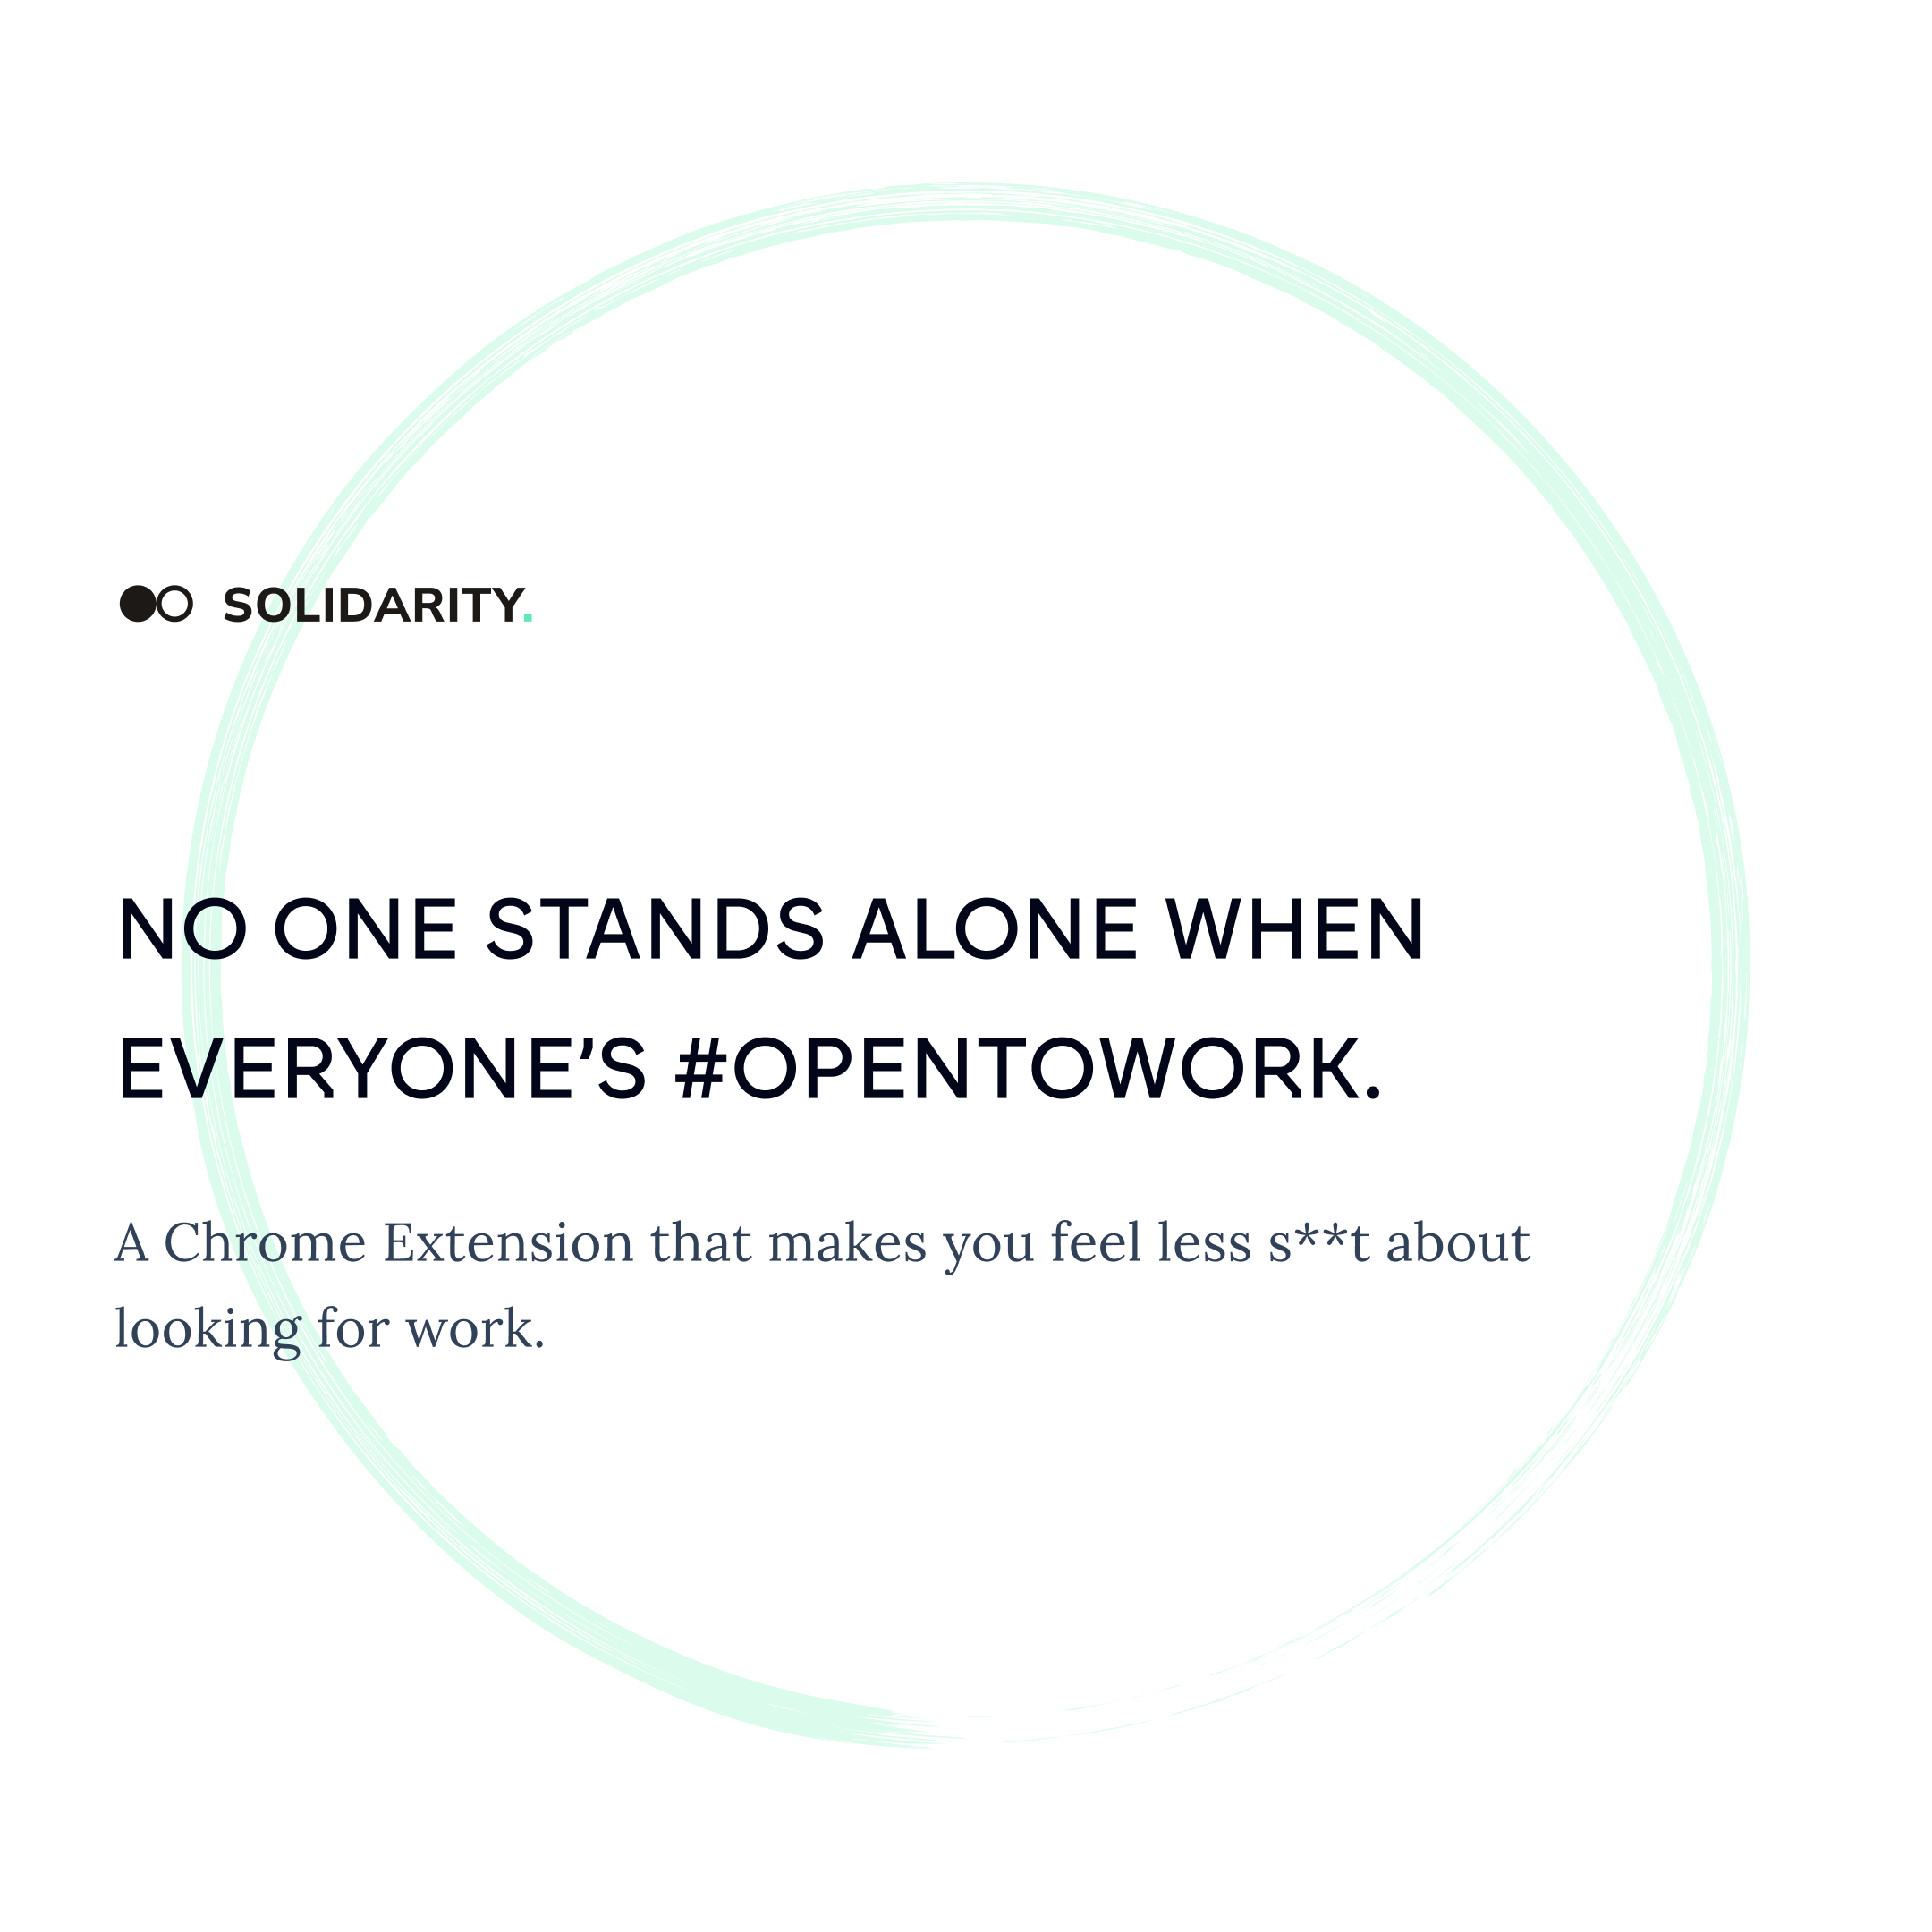 SOLIDARITY.
NO ONE STANDS ALONE WHEN
EVERYONE'S #OPENTOWORK.
A Chrome Extension that makes you feel less s**t about
looking for work.